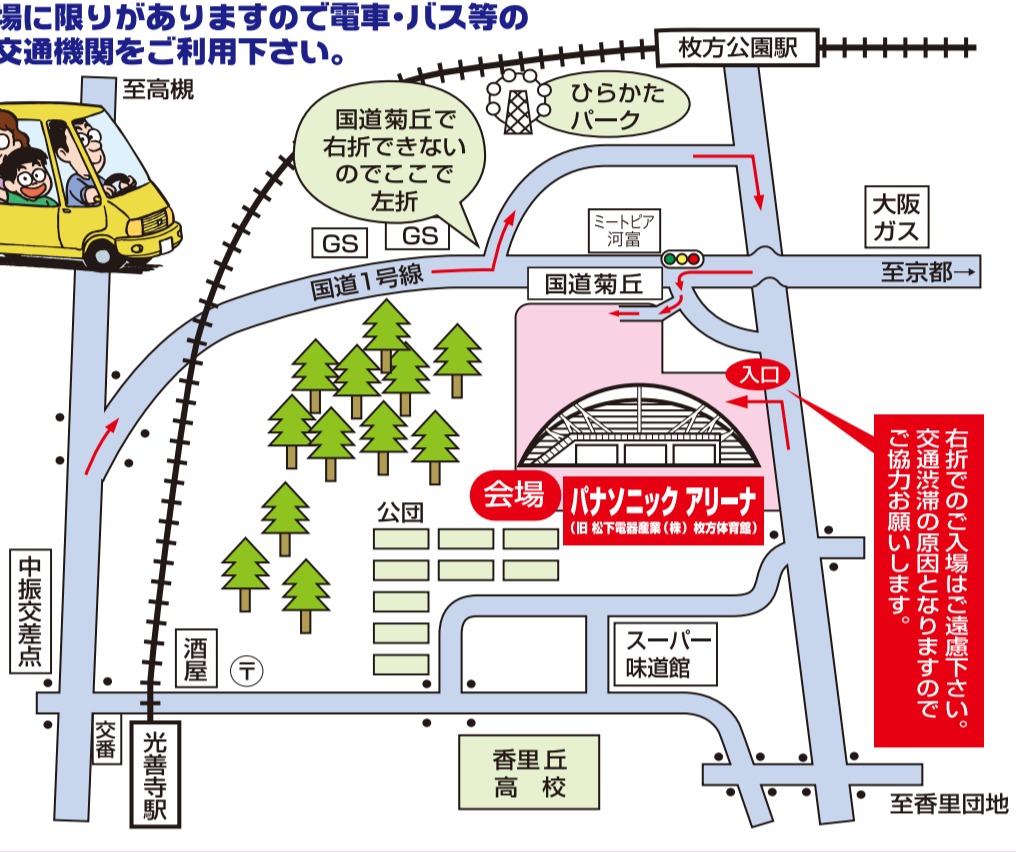 場に限りがありますので電車・バス等の
交通機関をご利用下さい。
至高槻
枚方公園駅
ひらかた
パーク
国道菊丘で
右折できない
のでここで
左折
GS
GS
ミートピア
河富
大阪
ガス
国道1号線
国道菊丘
至京都→
入口
右折でのご入場はご遠慮下さい。
交通渋滞の原因となりますので
ご協力お願いします。
会場
パナソニック アリーナ
(旧 松下電器産業(株) 枚方体育館)
公団
中振交差点
酒屋
〒
スーパー
味道館
交番
光善寺駅
香里丘
高 校
至香里団地